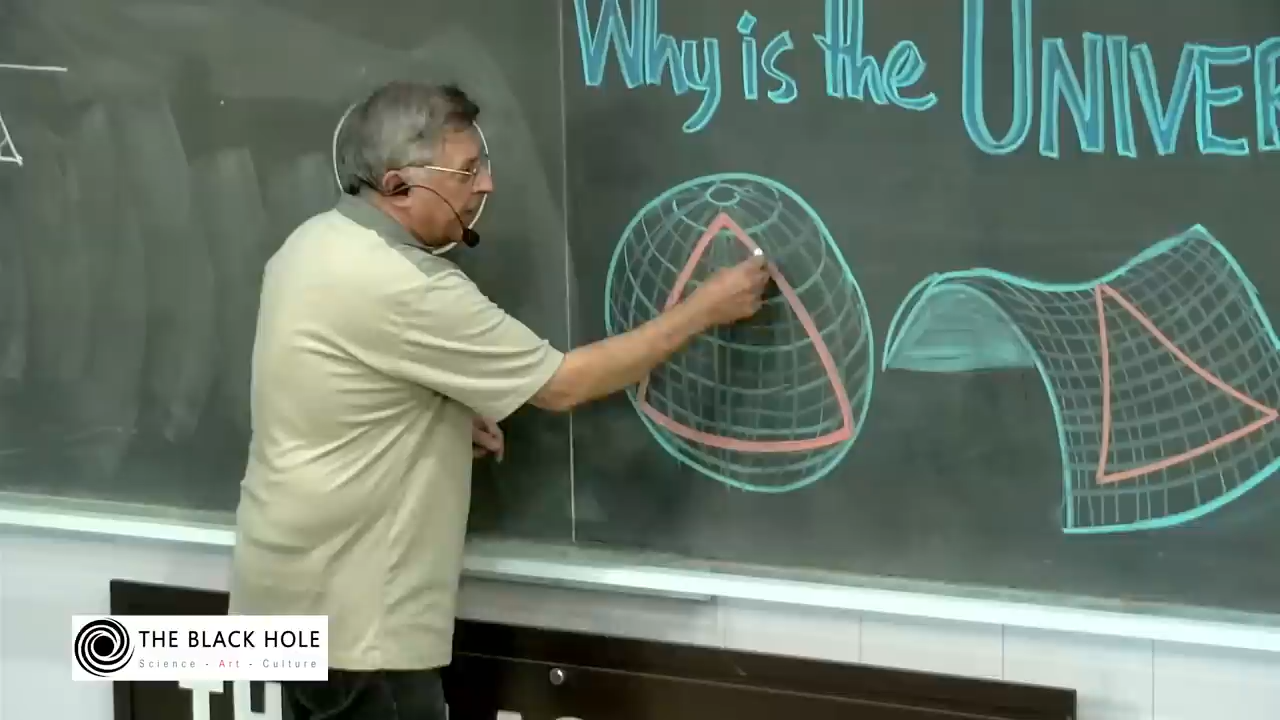 Why is the UNIVER
THE BLACK HOLE
Science - Art - Culture